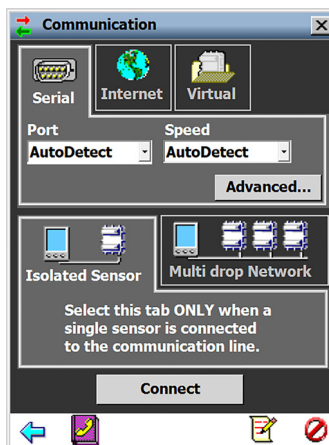 Communication
Serial
Internet
Virtual
Port
Speed
AutoDetect
AutoDetect
Advanced...
Isolated Sensor
Multi drop Network
Select this tab ONLY when a
single sensor is connected
to the communication line.
Connect